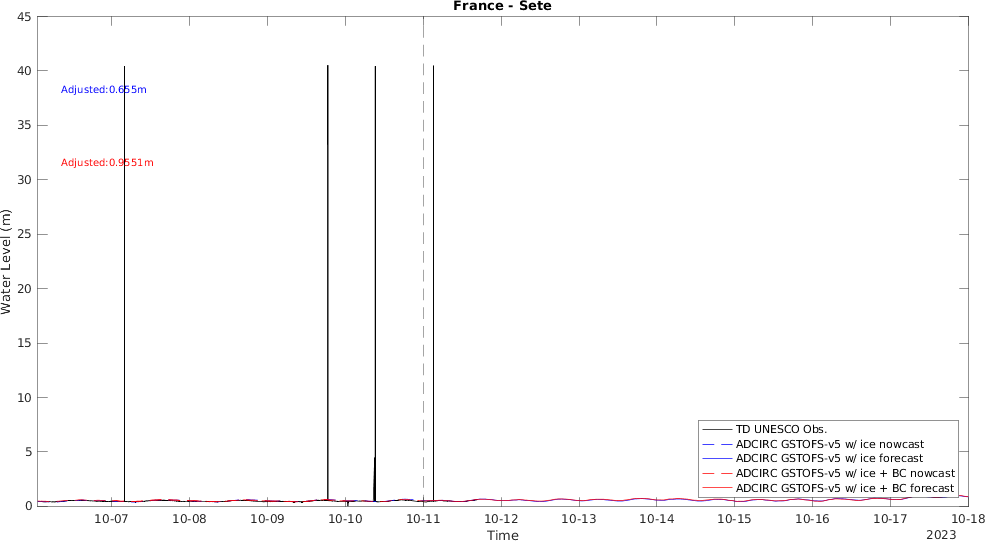 France - Sete
45
40
35
30
25
20
15
10
5
0
Water Level (m)
Adjusted:0.655m
Adjusted:0.9551m
TD UNESCO Obs.
ADCIRC GSTOFS-v5 w/ ice nowcast
ADCIRC GSTOFS-v5 w/ ice forecast
ADCIRC GSTOFS-v5 w/ ice + BC nowcast
ADCIRC GSTOFS-v5 w/ ice + BC forecast
10-07 10-08 10-09 10-10 10-11 10-12 10-13 10-14 10-15 10-16 10-17 10-18
Time
2023